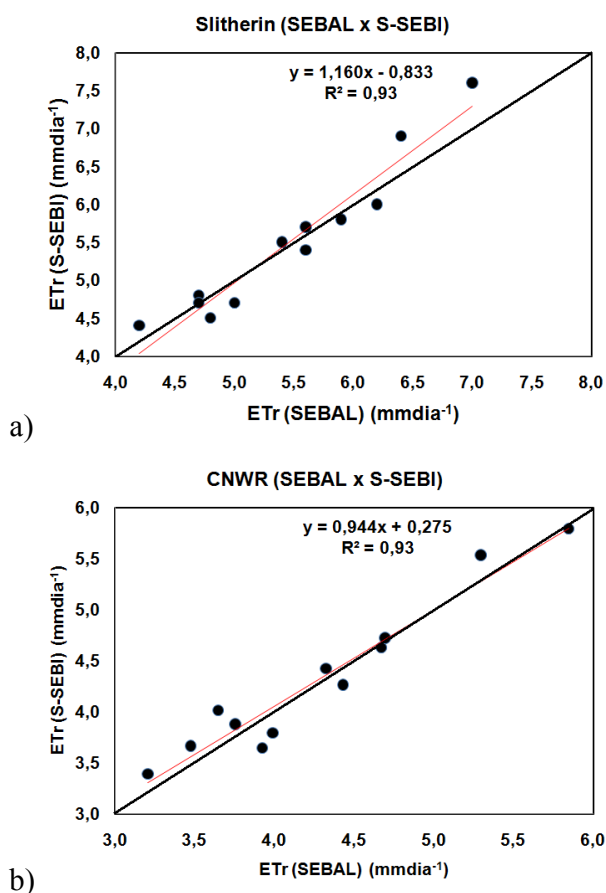 Slitherin (SEBAL x S-SEBI)
y = 1,160x - 0,833
R² = 0,93
ETr (S-SEBI) (mmdia⁻¹)
8,0
7,5
7,0
6,5
6,0
5,5
5,0
4,5
4,0
4,0 4,5 5,0 5,5 6,0 6,5 7,0 7,5 8,0
ETr (SEBAL) (mmdia⁻¹)
a)
CNWR (SEBAL x S-SEBI)
y = 0,944x + 0,275
R² = 0,93
ETr (S-SEBI) (mmdia⁻¹)
6,0
5,5
5,0
4,5
4,0
3,5
3,0
3,0 3,5 4,0 4,5 5,0 5,5 6,0
ETr (SEBAL) (mmdia⁻¹)
b)